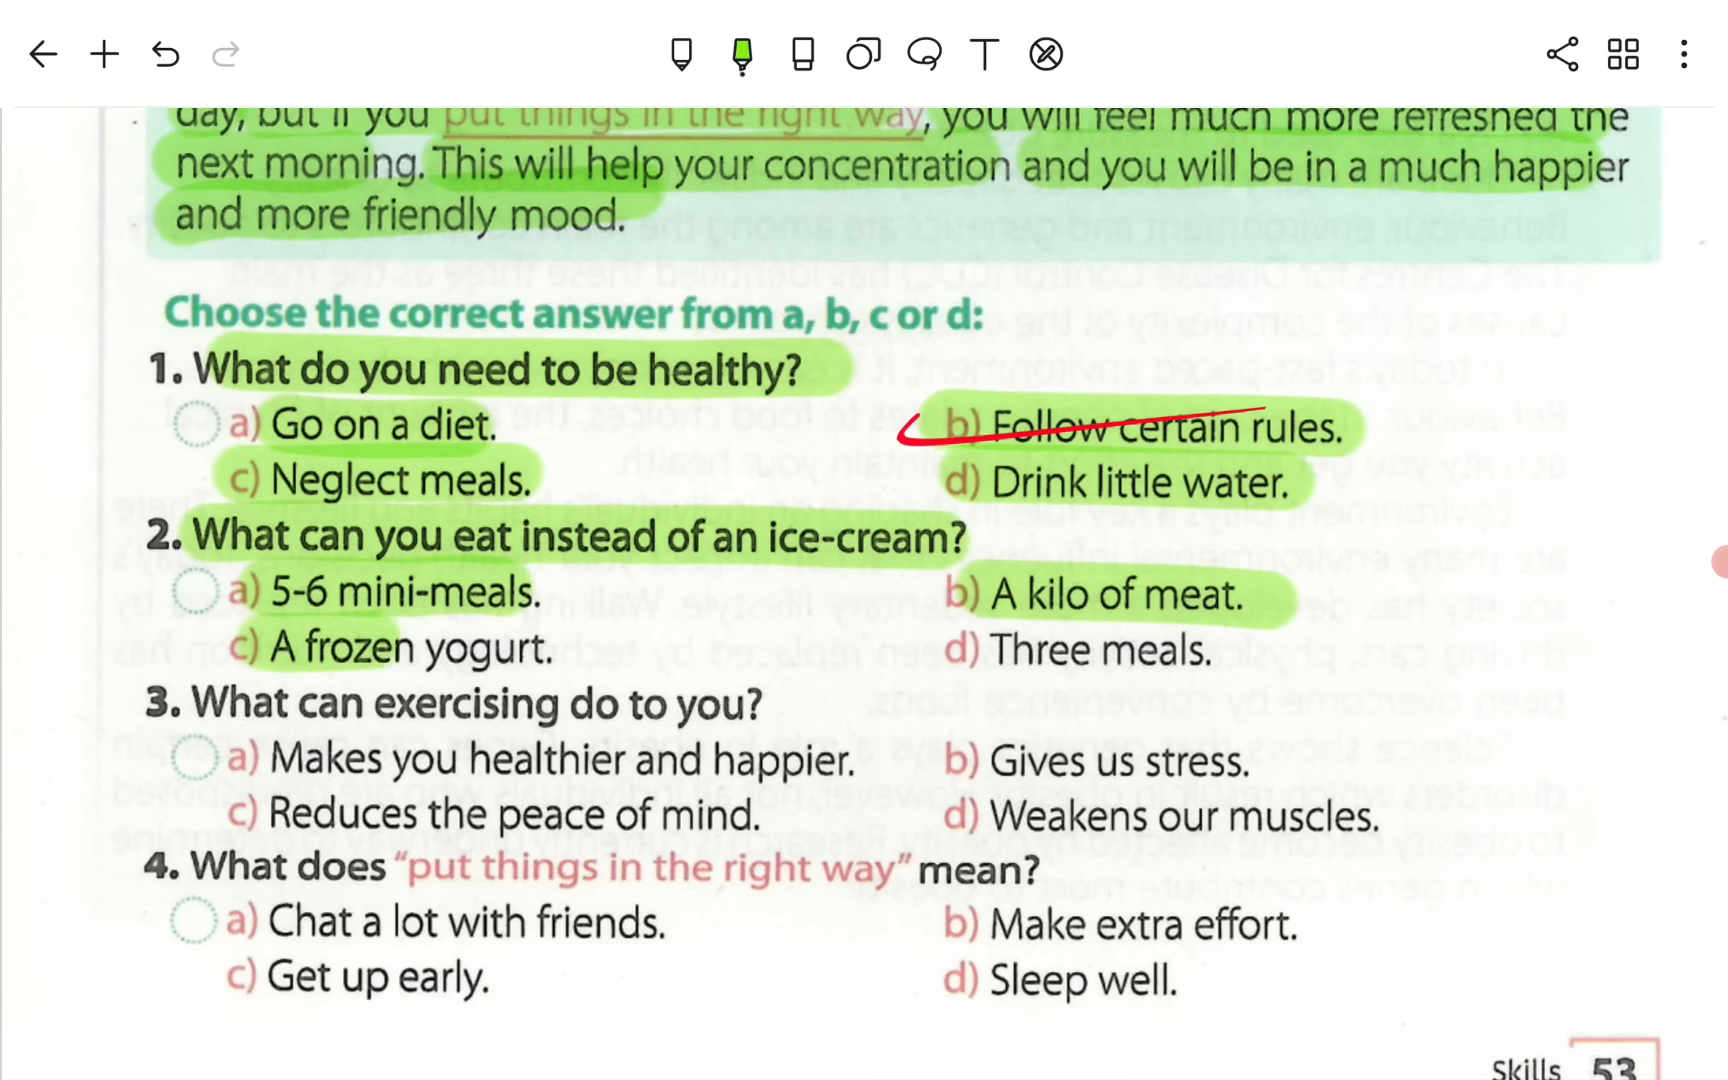 day, but if you put things in the right way, you will feel much more refreshed the
next morning. This will help your concentration and you will be in a much happier
and more friendly mood.
Choose the correct answer from a, b, c or d:
1. What do you need to be healthy?
a) Go on a diet. b) Follow certain rules.
c) Neglect meals. d) Drink little water.
2. What can you eat instead of an ice-cream?
a) 5-6 mini-meals. b) A kilo of meat.
c) A frozen yogurt. d) Three meals.
3. What can exercising do to you?
a) Makes you healthier and happier. b) Gives us stress.
c) Reduces the peace of mind. d) Weakens our muscles.
4. What does “put things in the right way” mean?
a) Chat a lot with friends. b) Make extra effort.
c) Get up early. d) Sleep well.
Skills 53